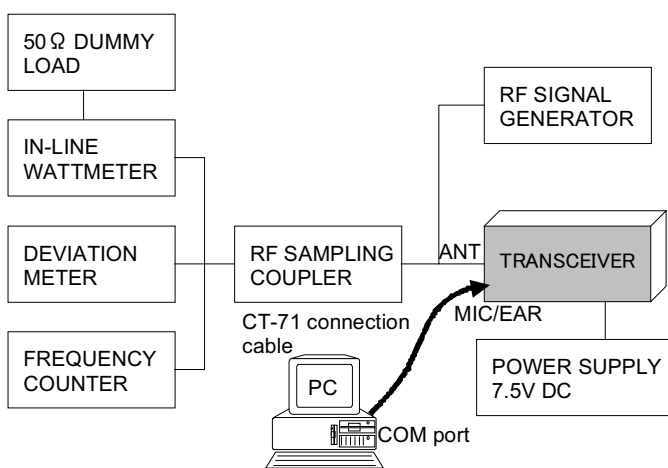 50Ω DUMMY
LOAD
RF SIGNAL
GENERATOR
IN-LINE
WATTMETER
DEVIATION
METER
RF SAMPLING
COUPLER
ANT
TRANSCEIVER
MIC/EAR
CT-71 connection
cable
FREQUENCY
COUNTER
PC
COM port
POWER SUPPLY
7.5V DC